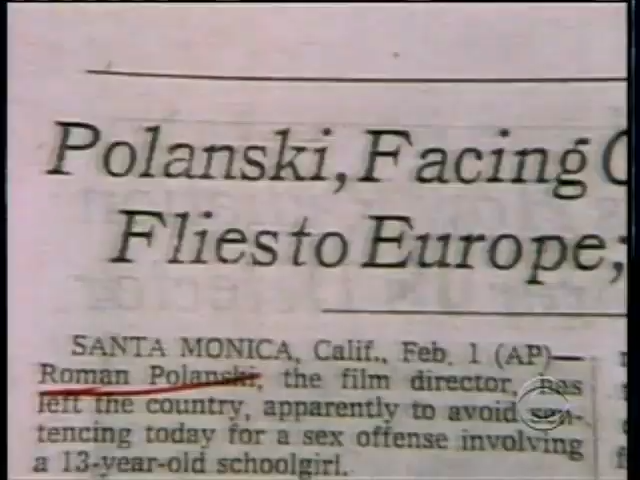 Polanski, Facing C
Flies to Europe;
SANTA MONICA, Calif., Feb. 1 (AP)—
Roman Polanski, the film director, has
left the country, apparently to avoid sen-
tencing today for a sex offense involving
a 13-year-old schoolgirl.